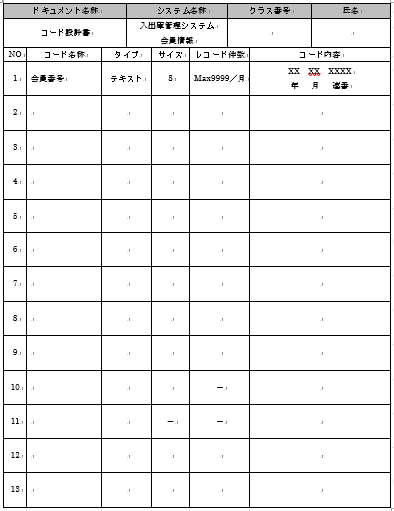 ドキュメント名称 システム名称 クラス番号 氏名
コード設計書 入出庫管理システム
会員情報
NO コード名称 タイプ サイズ レコード件数 コード内容
1. 会員番号 テキスト 8 Max9999／月 XX XX XXXX
年 月 連番
2.
3.
4.
5.
6.
7.
8.
9.
10. ー
11. ー ー
12.
13.